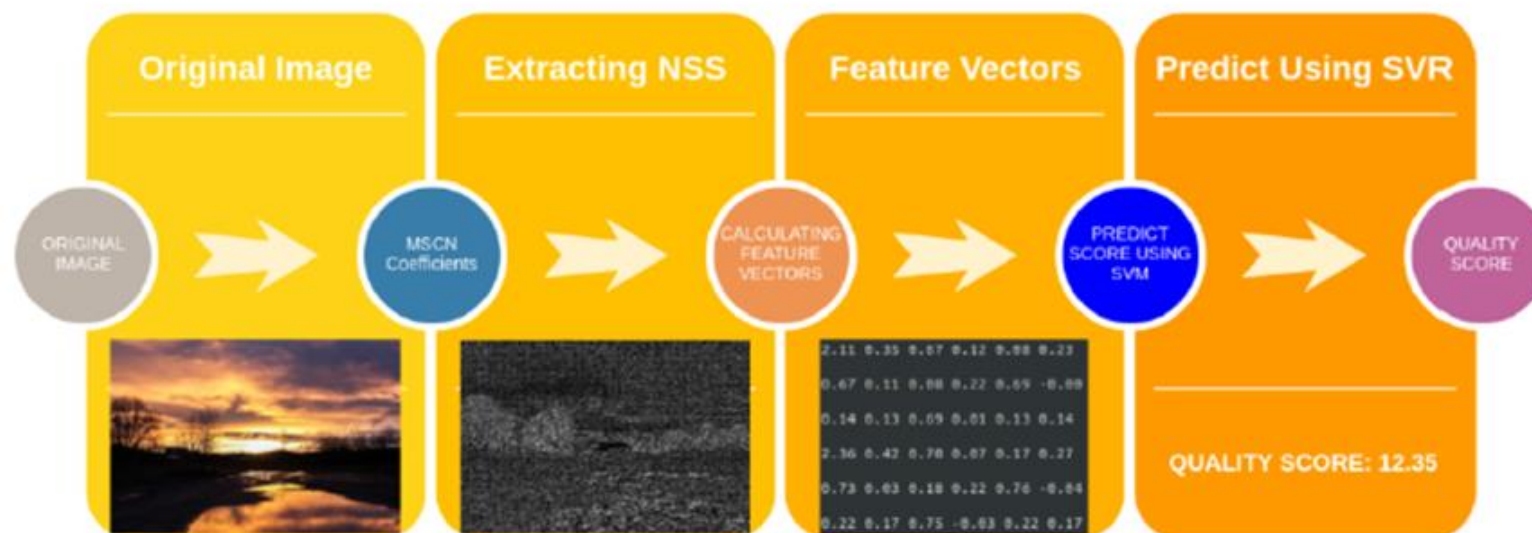 Original Image
Extracting NSS
Feature Vectors
Predict Using SVR
ORIGINAL
IMAGE
MSCN
Coefficients
CALCULATING
FEATURE
VECTORS
PREDICT
SCORE USING
SVM
QUALITY
SCORE
2.11 0.35 0.67 0.12 0.08 0.23
0.67 0.11 0.08 0.22 0.69 -0.00
0.14 0.13 0.69 0.01 0.13 0.14
2.36 0.42 0.70 0.07 0.17 0.27
0.73 0.03 0.18 0.22 0.76 -0.04
0.22 0.17 0.75 -0.03 0.22 0.17
QUALITY SCORE: 12.35